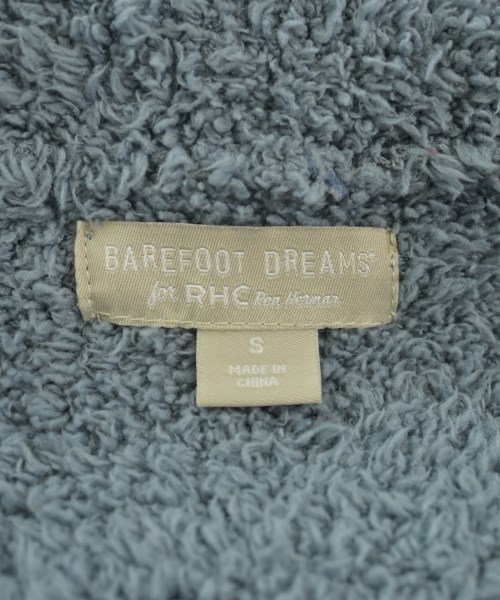 BAREFOOT DREAMS®
for RHC Ron Herman
S
MADE IN
CHINA